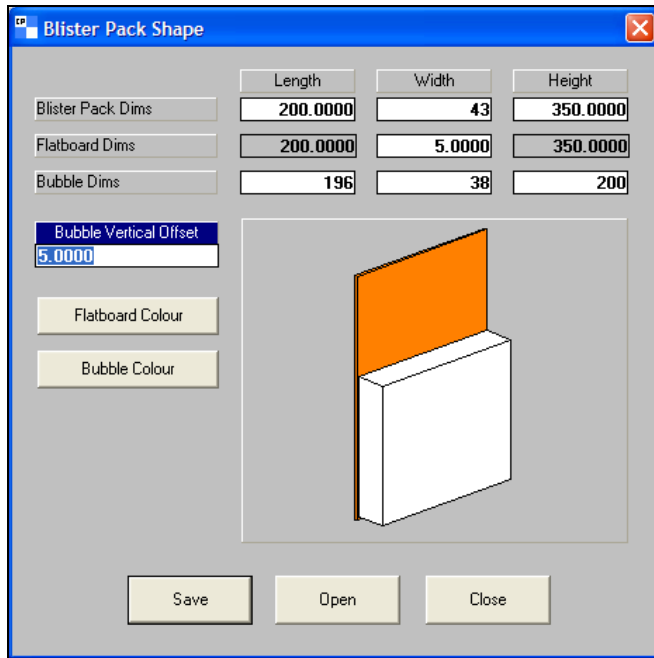 CP Blister Pack Shape
Length Width Height
Blister Pack Dims 200.0000 43 350.0000
Flatboard Dims 200.0000 5.0000 350.0000
Bubble Dims 196 38 200
Bubble Vertical Offset
5.0000
Flatboard Colour
Bubble Colour
Save Open Close